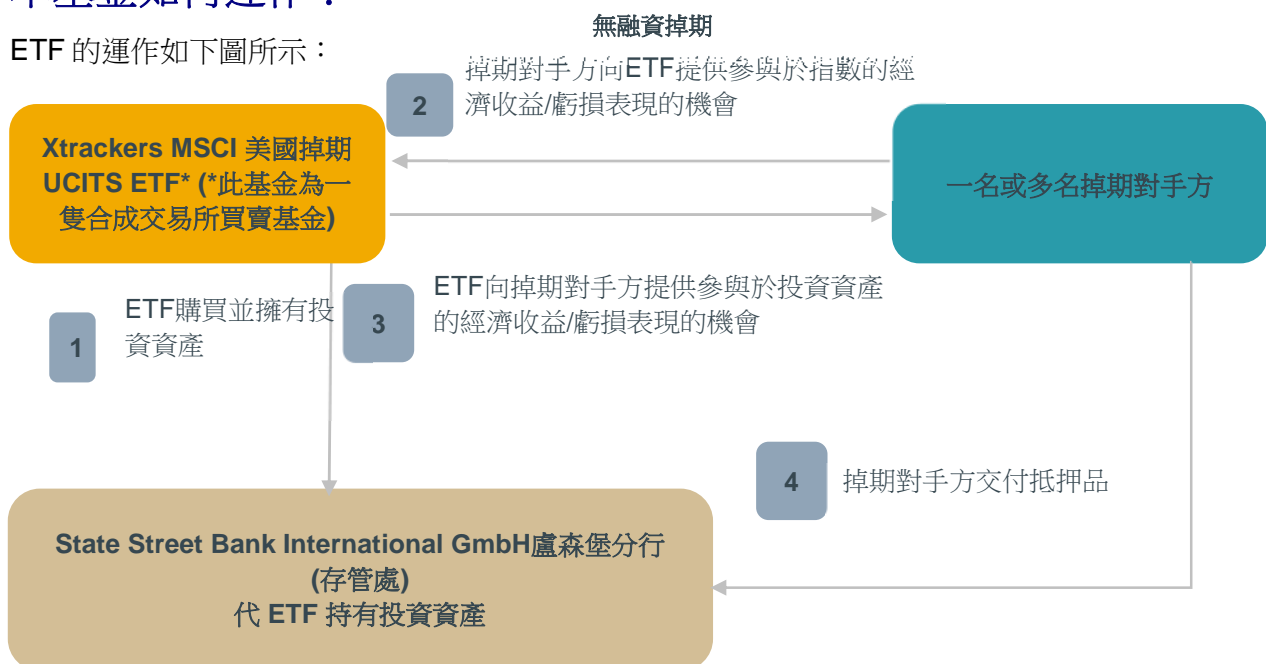 ETF 的運作如下圖所示：
無融資掉期
2
掉期對手方向ETF提供參與於指數的經
濟收益/虧損表現的機會
Xtrackers MSCI 美國掉期
UCITS ETF* (*此基金為一
隻合成交易所買賣基金)
一名或多名掉期對手方
1
ETF購買並擁有投
資資產
3
ETF向掉期對手方提供參與於投資資產
的經濟收益/虧損表現的機會
4
掉期對手方交付抵押品
State Street Bank International GmbH盧森堡分行
(存管處)
代 ETF 持有投資資產